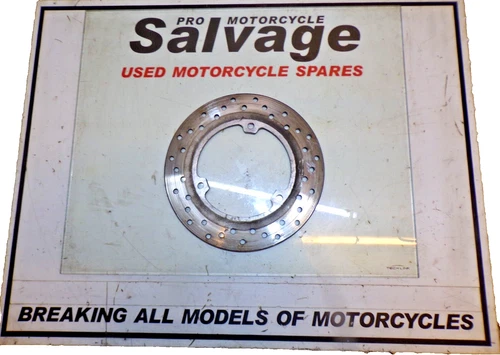 PRO MOTORCYCLE
Salvage
USED MOTORCYCLE SPARES
BREAKING ALL MODELS OF MOTORCYCLES